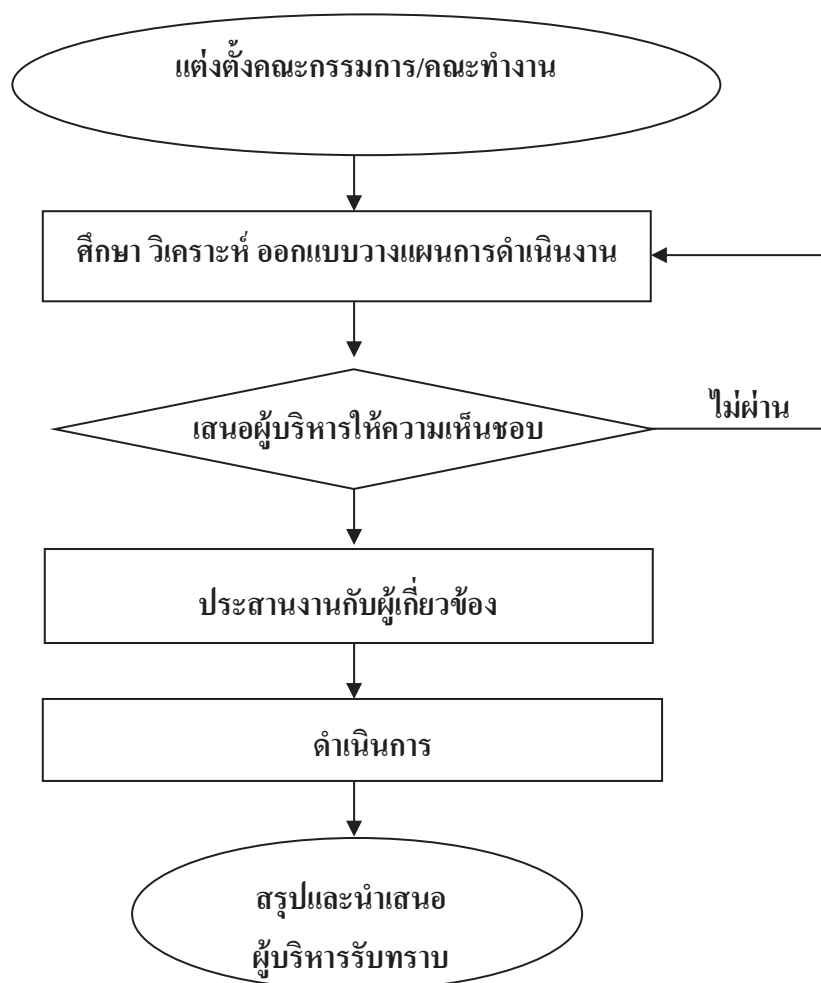 แต่งตั้งคณะกรรมการ/คณะทำงาน
ศึกษา วิเคราะห์ ออกแบบวางแผนการดำเนินงาน
ไม่ผ่าน
เสนอผู้บริหารให้ความเห็นชอบ
ประสานงานกับผู้เกี่ยวข้อง
ดำเนินการ
สรุปและนำเสนอ
ผู้บริหารรับทราบ